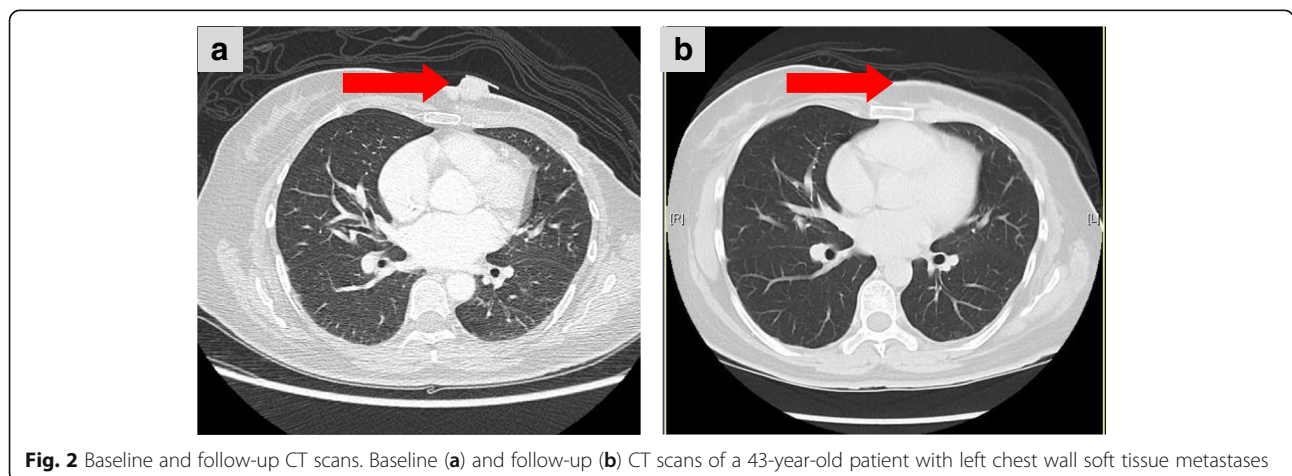 a
b
[R]
[L]
Fig. 2 Baseline and follow-up CT scans. Baseline (a) and follow-up (b) CT scans of a 43-year-old patient with left chest wall soft tissue metastases